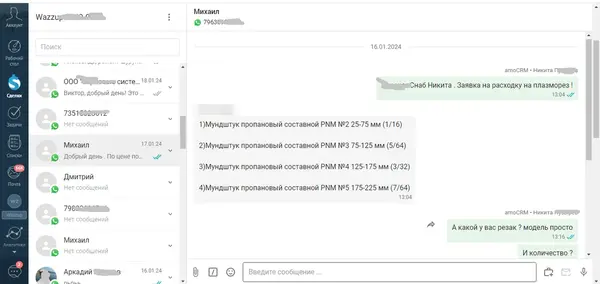 Аккаунт
Рабочий стол
Сделки
Задачи
Списки
Почта
Аналитика
Wazzup
Поиск
ООО
систе...
18.01.24
Виктор, добрый день! Это ...
Нет сообщений
Михаил
17.01.24
Добрый день . По цене по...
Дмитрий
Нет сообщений
Нет сообщений
Михаил
Нет сообщений
Аркадий
16.01.24
Михаил
16.01.2024
amoCRM • Никита
Снаб Никита . Заявка на расходку на плазморез !
13:04
1)Мундштук пропановый составной PNM №2 25-75 мм (1/16)
2)Мундштук пропановый составной PNM №3 75-125 мм (5/64)
3)Мундштук пропановый составной PNM №4 125-175 мм (3/32)
4)Мундштук пропановый составной PNM №5 175-225 мм (7/64)
13:04
amoCRM • Никита
А какой у вас резак ? модель просто
13:16
И количество ?
Введите сообщение ...